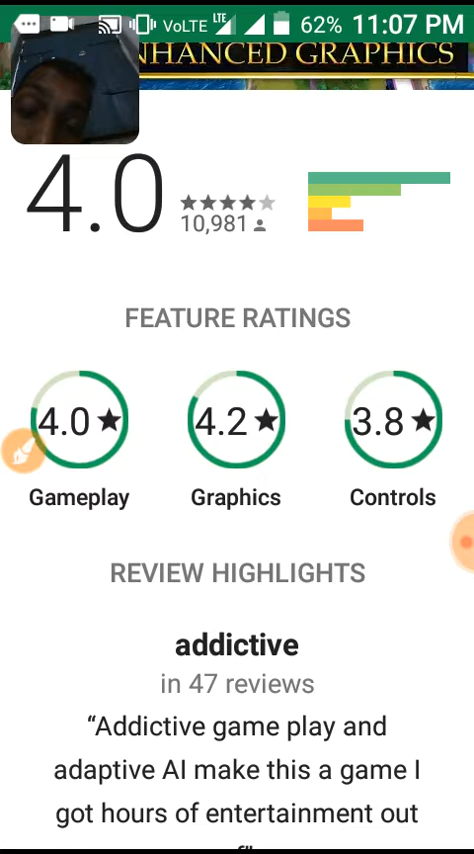 VoLTE LTE 62% 11:07 PM
NHANCED GRAPHICS
4.0
10,981
FEATURE RATINGS
4.0★ 4.2★ 3.8★
Gameplay Graphics Controls
REVIEW HIGHLIGHTS
addictive
in 47 reviews
“Addictive game play and
adaptive AI make this a game I
got hours of entertainment out